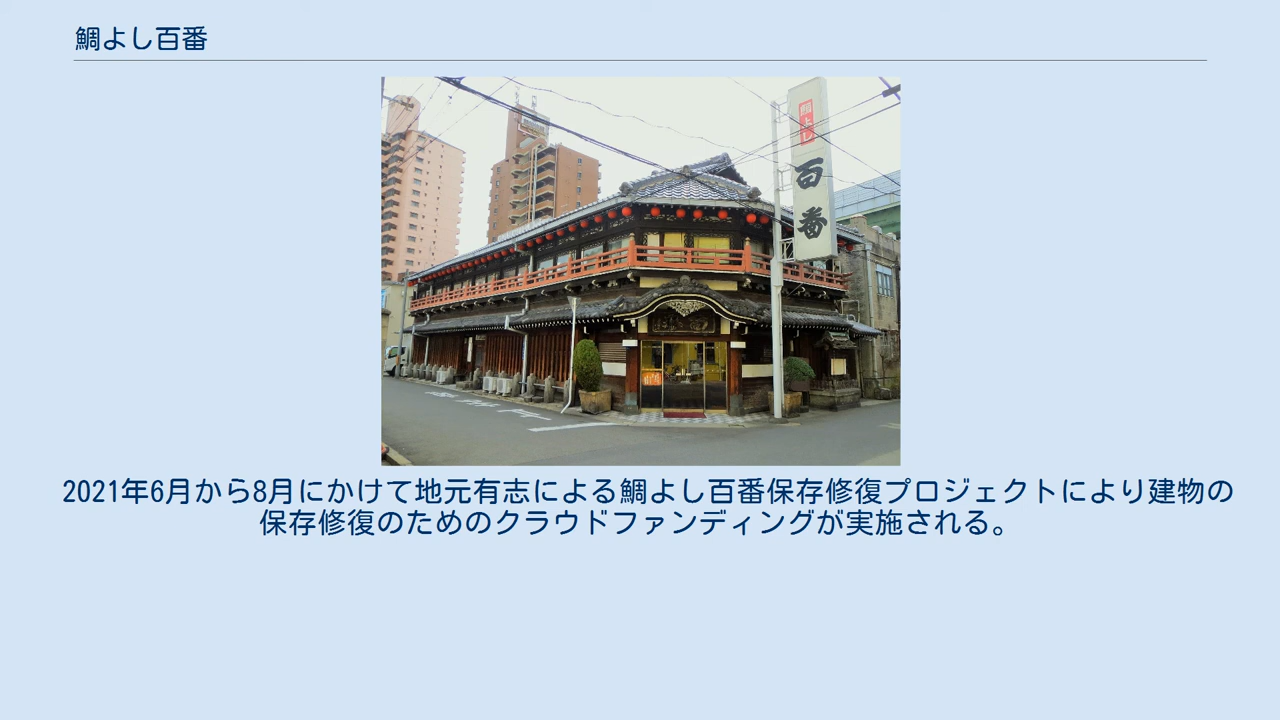 鯛よし百番
鯛よし
百番
2021年6月から8月にかけて地元有志による鯛よし百番保存修復プロジェクトにより建物の
保存修復のためのクラウドファンディングが実施される。